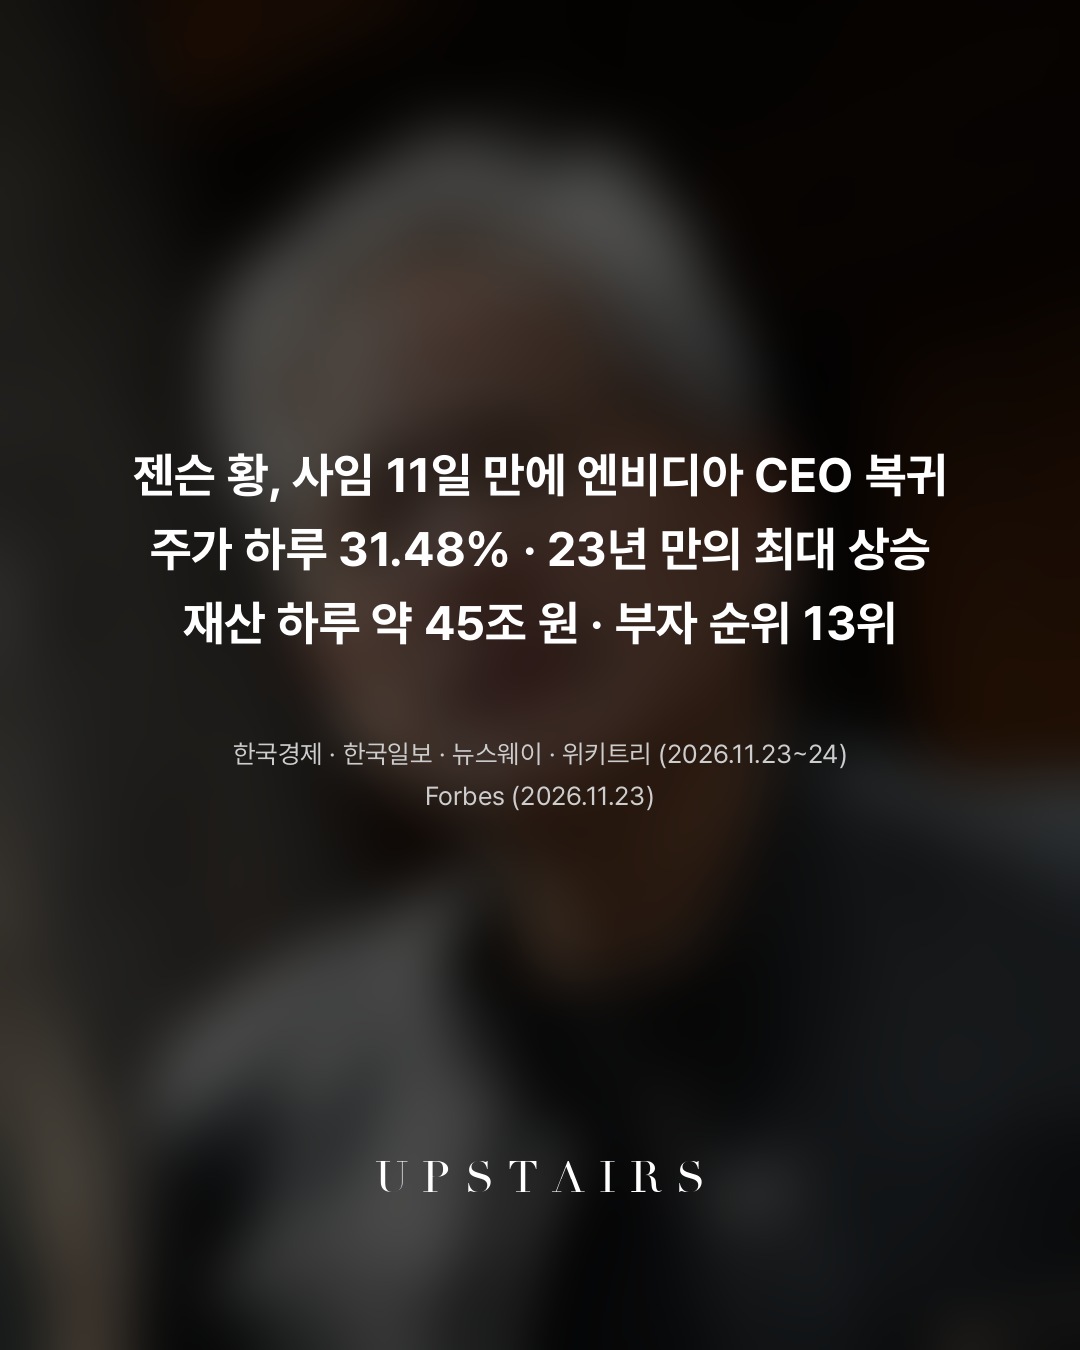 젠슨 황, 사임 11일 만에 엔비디아 CEO 복귀
주가 하루 31.48% · 23년 만의 최대 상승
재산 하루 약 45조 원 · 부자 순위 13위
한국경제 · 한국일보 · 뉴스웨이 · 위키트리 (2026.11.23~24)
Forbes (2026.11.23)
UPSTAIRS